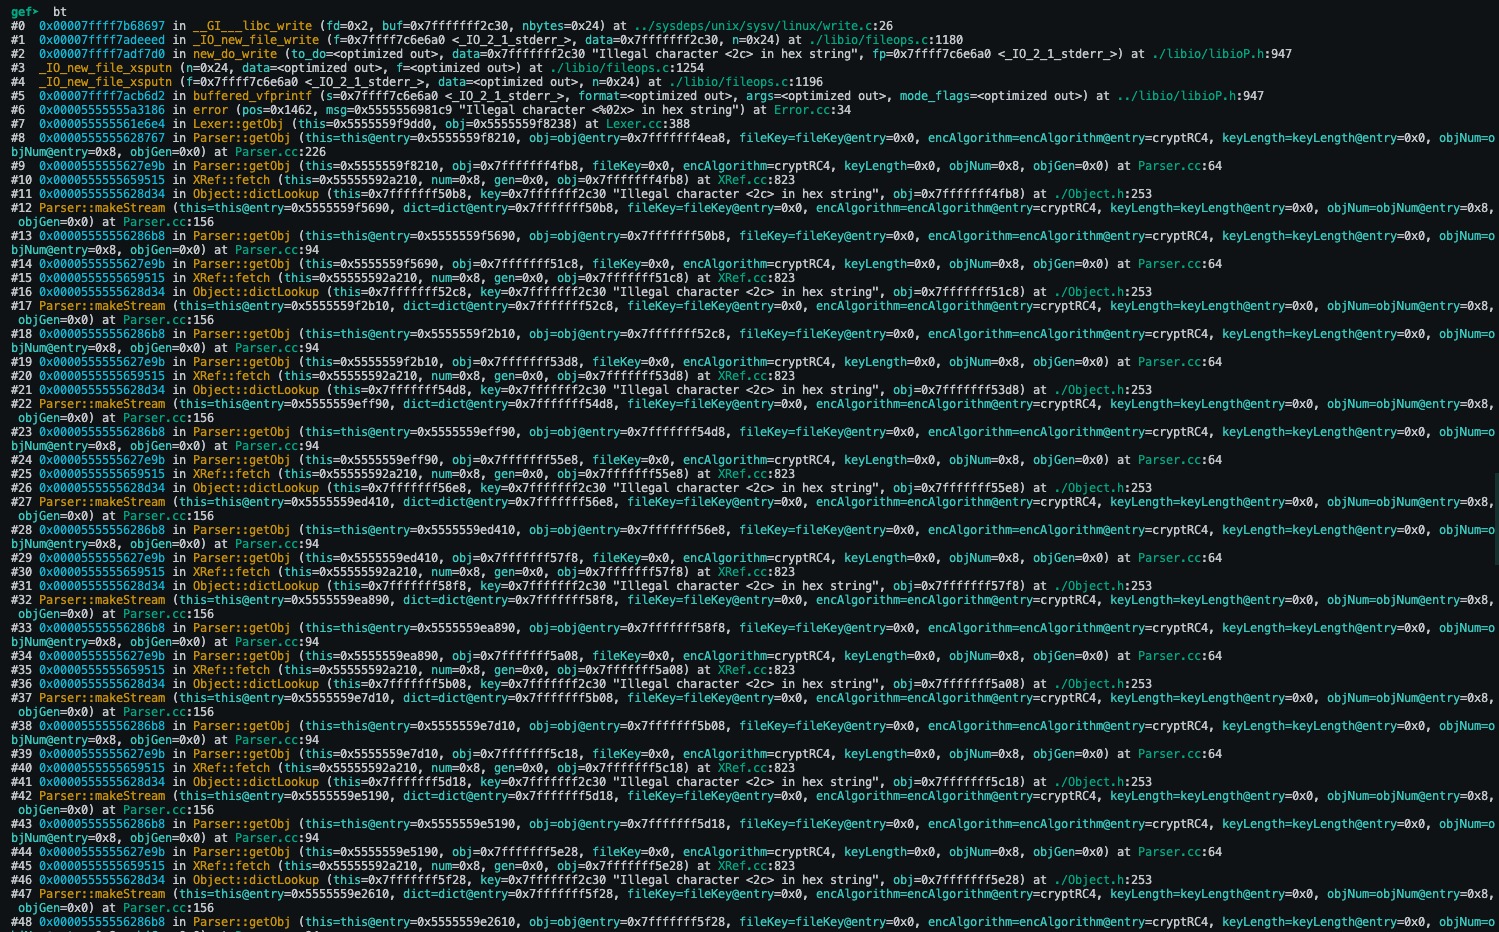 gef➤  bt
#0  0x00007ffff7b68697 in __GI___libc_write (fd=0x2, buf=0x7fffffff2c30, nbytes=0x24) at ../sysdeps/unix/sysv/linux/write.c:26
#1  0x00007ffff7adeeed in _IO_new_file_write (f=0x7ffff7c6e6a0 <_IO_2_1_stderr_>, data=0x7fffffff2c30, n=0x24) at ./libio/fileops.c:1180
#2  0x00007ffff7adf7d0 in new_do_write (to_do=<optimized out>, data=0x7fffffff2c30 "Illegal character <2c> in hex string", fp=0x7ffff7c6e6a0 <_IO_2_1_stderr_>) at ./libio/libioP.h:947
#3  _IO_new_file_xsputn (n=0x24, data=<optimized out>, f=<optimized out>) at ./libio/fileops.c:1254
#4  _IO_new_file_xsputn (f=0x7ffff7c6e6a0 <_IO_2_1_stderr_>, data=<optimized out>, n=0x24) at ./libio/fileops.c:1196
#5  0x00007ffff7acb6d2 in buffered_vfprintf (s=0x7ffff7c6e6a0 <_IO_2_1_stderr_>, format=<optimized out>, args=<optimized out>, mode_flags=<optimized out>) at ../libio/libioP.h:947
#6  0x00005555555a3186 in error (pos=0x1462, msg=0x5555556981c9 "Illegal character <%02x> in hex string") at Error.cc:34
#7  0x000055555561e6e4 in Lexer::getObj (this=0x5555559f9dd0, obj=0x5555559f8238) at Lexer.cc:388
#8  0x0000555555628767 in Parser::getObj (this=this@entry=0x5555559f8210, obj=obj@entry=0x7fffffff4ea8, fileKey=fileKey@entry=0x0, encAlgorithm=encAlgorithm@entry=cryptRC4, keyLength=keyLength@entry=0x0, objNum=o
bjNum@entry=0x8, objGen=0x0) at Parser.cc:226
#9  0x0000555555627e9b in Parser::getObj (this=0x5555559f8210, obj=0x7fffffff4fb8, fileKey=0x0, encAlgorithm=cryptRC4, keyLength=0x0, objNum=0x8, objGen=0x0) at Parser.cc:64
#10 0x0000555555659515 in XRef::fetch (this=0x55555592a210, num=0x8, gen=0x0, obj=0x7fffffff4fb8) at XRef.cc:823
#11 0x0000555555628d34 in Object::dictLookup (this=0x7fffffff50b8, key=0x7fffffff2c30 "Illegal character <2c> in hex string", obj=0x7fffffff4fb8) at ./Object.h:253
#12 Parser::makeStream (this=this@entry=0x5555559f5690, dict=dict@entry=0x7fffffff50b8, fileKey=fileKey@entry=0x0, encAlgorithm=encAlgorithm@entry=cryptRC4, keyLength=keyLength@entry=0x0, objNum=objNum@entry=0x8,
 objGen=0x0) at Parser.cc:156
#13 0x00005555556286b8 in Parser::getObj (this=this@entry=0x5555559f5690, obj=obj@entry=0x7fffffff50b8, fileKey=fileKey@entry=0x0, encAlgorithm=encAlgorithm@entry=cryptRC4, keyLength=keyLength@entry=0x0, objNum=o
bjNum@entry=0x8, objGen=0x0) at Parser.cc:94
#14 0x0000555555627e9b in Parser::getObj (this=0x5555559f5690, obj=0x7fffffff51c8, fileKey=0x0, encAlgorithm=cryptRC4, keyLength=0x0, objNum=0x8, objGen=0x0) at Parser.cc:64
#15 0x0000555555659515 in XRef::fetch (this=0x55555592a210, num=0x8, gen=0x0, obj=0x7fffffff51c8) at XRef.cc:823
#16 0x0000555555628d34 in Object::dictLookup (this=0x7fffffff52c8, key=0x7fffffff2c30 "Illegal character <2c> in hex string", obj=0x7fffffff51c8) at ./Object.h:253
#17 Parser::makeStream (this=this@entry=0x5555559f2b10, dict=dict@entry=0x7fffffff52c8, fileKey=fileKey@entry=0x0, encAlgorithm=encAlgorithm@entry=cryptRC4, keyLength=keyLength@entry=0x0, objNum=objNum@entry=0x8,
 objGen=0x0) at Parser.cc:156
#18 0x00005555556286b8 in Parser::getObj (this=this@entry=0x5555559f2b10, obj=obj@entry=0x7fffffff52c8, fileKey=fileKey@entry=0x0, encAlgorithm=encAlgorithm@entry=cryptRC4, keyLength=keyLength@entry=0x0, objNum=o
bjNum@entry=0x8, objGen=0x0) at Parser.cc:94
#19 0x0000555555627e9b in Parser::getObj (this=0x5555559f2b10, obj=0x7fffffff53d8, fileKey=0x0, encAlgorithm=cryptRC4, keyLength=0x0, objNum=0x8, objGen=0x0) at Parser.cc:64
#20 0x0000555555659515 in XRef::fetch (this=0x55555592a210, num=0x8, gen=0x0, obj=0x7fffffff53d8) at XRef.cc:823
#21 0x0000555555628d34 in Object::dictLookup (this=0x7fffffff54d8, key=0x7fffffff2c30 "Illegal character <2c> in hex string", obj=0x7fffffff53d8) at ./Object.h:253
#22 Parser::makeStream (this=this@entry=0x5555559eff90, dict=dict@entry=0x7fffffff54d8, fileKey=fileKey@entry=0x0, encAlgorithm=encAlgorithm@entry=cryptRC4, keyLength=keyLength@entry=0x0, objNum=objNum@entry=0x8,
 objGen=0x0) at Parser.cc:156
#23 0x00005555556286b8 in Parser::getObj (this=this@entry=0x5555559eff90, obj=obj@entry=0x7fffffff54d8, fileKey=fileKey@entry=0x0, encAlgorithm=encAlgorithm@entry=cryptRC4, keyLength=keyLength@entry=0x0, objNum=o
bjNum@entry=0x8, objGen=0x0) at Parser.cc:94
#24 0x0000555555627e9b in Parser::getObj (this=0x5555559eff90, obj=0x7fffffff55e8, fileKey=0x0, encAlgorithm=cryptRC4, keyLength=0x0, objNum=0x8, objGen=0x0) at Parser.cc:64
#25 0x0000555555659515 in XRef::fetch (this=0x55555592a210, num=0x8, gen=0x0, obj=0x7fffffff55e8) at XRef.cc:823
#26 0x0000555555628d34 in Object::dictLookup (this=0x7fffffff56e8, key=0x7fffffff2c30 "Illegal character <2c> in hex string", obj=0x7fffffff55e8) at ./Object.h:253
#27 Parser::makeStream (this=this@entry=0x5555559ed410, dict=dict@entry=0x7fffffff56e8, fileKey=fileKey@entry=0x0, encAlgorithm=encAlgorithm@entry=cryptRC4, keyLength=keyLength@entry=0x0, objNum=objNum@entry=0x8,
 objGen=0x0) at Parser.cc:156
#28 0x00005555556286b8 in Parser::getObj (this=this@entry=0x5555559ed410, obj=obj@entry=0x7fffffff56e8, fileKey=fileKey@entry=0x0, encAlgorithm=encAlgorithm@entry=cryptRC4, keyLength=keyLength@entry=0x0, objNum=o
bjNum@entry=0x8, objGen=0x0) at Parser.cc:94
#29 0x0000555555627e9b in Parser::getObj (this=0x5555559ed410, obj=0x7fffffff57f8, fileKey=0x0, encAlgorithm=cryptRC4, keyLength=0x0, objNum=0x8, objGen=0x0) at Parser.cc:64
#30 0x0000555555659515 in XRef::fetch (this=0x55555592a210, num=0x8, gen=0x0, obj=0x7fffffff57f8) at XRef.cc:823
#31 0x0000555555628d34 in Object::dictLookup (this=0x7fffffff58f8, key=0x7fffffff2c30 "Illegal character <2c> in hex string", obj=0x7fffffff57f8) at ./Object.h:253
#32 Parser::makeStream (this=this@entry=0x5555559ea890, dict=dict@entry=0x7fffffff58f8, fileKey=fileKey@entry=0x0, encAlgorithm=encAlgorithm@entry=cryptRC4, keyLength=keyLength@entry=0x0, objNum=objNum@entry=0x8,
 objGen=0x0) at Parser.cc:156
#33 0x00005555556286b8 in Parser::getObj (this=this@entry=0x5555559ea890, obj=obj@entry=0x7fffffff58f8, fileKey=fileKey@entry=0x0, encAlgorithm=encAlgorithm@entry=cryptRC4, keyLength=keyLength@entry=0x0, objNum=o
bjNum@entry=0x8, objGen=0x0) at Parser.cc:94
#34 0x0000555555627e9b in Parser::getObj (this=0x5555559ea890, obj=0x7fffffff5a08, fileKey=0x0, encAlgorithm=cryptRC4, keyLength=0x0, objNum=0x8, objGen=0x0) at Parser.cc:64
#35 0x0000555555659515 in XRef::fetch (this=0x55555592a210, num=0x8, gen=0x0, obj=0x7fffffff5a08) at XRef.cc:823
#36 0x0000555555628d34 in Object::dictLookup (this=0x7fffffff5b08, key=0x7fffffff2c30 "Illegal character <2c> in hex string", obj=0x7fffffff5a08) at ./Object.h:253
#37 Parser::makeStream (this=this@entry=0x5555559e7d10, dict=dict@entry=0x7fffffff5b08, fileKey=fileKey@entry=0x0, encAlgorithm=encAlgorithm@entry=cryptRC4, keyLength=keyLength@entry=0x0, objNum=objNum@entry=0x8,
 objGen=0x0) at Parser.cc:156
#38 0x00005555556286b8 in Parser::getObj (this=this@entry=0x5555559e7d10, obj=obj@entry=0x7fffffff5b08, fileKey=fileKey@entry=0x0, encAlgorithm=encAlgorithm@entry=cryptRC4, keyLength=keyLength@entry=0x0, objNum=o
bjNum@entry=0x8, objGen=0x0) at Parser.cc:94
#39 0x0000555555627e9b in Parser::getObj (this=0x5555559e7d10, obj=0x7fffffff5c18, fileKey=0x0, encAlgorithm=cryptRC4, keyLength=0x0, objNum=0x8, objGen=0x0) at Parser.cc:64
#40 0x0000555555659515 in XRef::fetch (this=0x55555592a210, num=0x8, gen=0x0, obj=0x7fffffff5c18) at XRef.cc:823
#41 0x0000555555628d34 in Object::dictLookup (this=0x7fffffff5d18, key=0x7fffffff2c30 "Illegal character <2c> in hex string", obj=0x7fffffff5c18) at ./Object.h:253
#42 Parser::makeStream (this=this@entry=0x5555559e5190, dict=dict@entry=0x7fffffff5d18, fileKey=fileKey@entry=0x0, encAlgorithm=encAlgorithm@entry=cryptRC4, keyLength=keyLength@entry=0x0, objNum=objNum@entry=0x8,
 objGen=0x0) at Parser.cc:156
#43 0x00005555556286b8 in Parser::getObj (this=this@entry=0x5555559e5190, obj=obj@entry=0x7fffffff5d18, fileKey=fileKey@entry=0x0, encAlgorithm=encAlgorithm@entry=cryptRC4, keyLength=keyLength@entry=0x0, objNum=o
bjNum@entry=0x8, objGen=0x0) at Parser.cc:94
#44 0x0000555555627e9b in Parser::getObj (this=0x5555559e5190, obj=0x7fffffff5e28, fileKey=0x0, encAlgorithm=cryptRC4, keyLength=0x0, objNum=0x8, objGen=0x0) at Parser.cc:64
#45 0x0000555555659515 in XRef::fetch (this=0x55555592a210, num=0x8, gen=0x0, obj=0x7fffffff5e28) at XRef.cc:823
#46 0x0000555555628d34 in Object::dictLookup (this=0x7fffffff5f28, key=0x7fffffff2c30 "Illegal character <2c> in hex string", obj=0x7fffffff5e28) at ./Object.h:253
#47 Parser::makeStream (this=this@entry=0x5555559e2610, dict=dict@entry=0x7fffffff5f28, fileKey=fileKey@entry=0x0, encAlgorithm=encAlgorithm@entry=cryptRC4, keyLength=keyLength@entry=0x0, objNum=objNum@entry=0x8,
 objGen=0x0) at Parser.cc:156
#48 0x00005555556286b8 in Parser::getObj (this=this@entry=0x5555559e2610, obj=obj@entry=0x7fffffff5f28, fileKey=fileKey@entry=0x0, encAlgorithm=encAlgorithm@entry=cryptRC4, keyLength=keyLength@entry=0x0, objNum=o